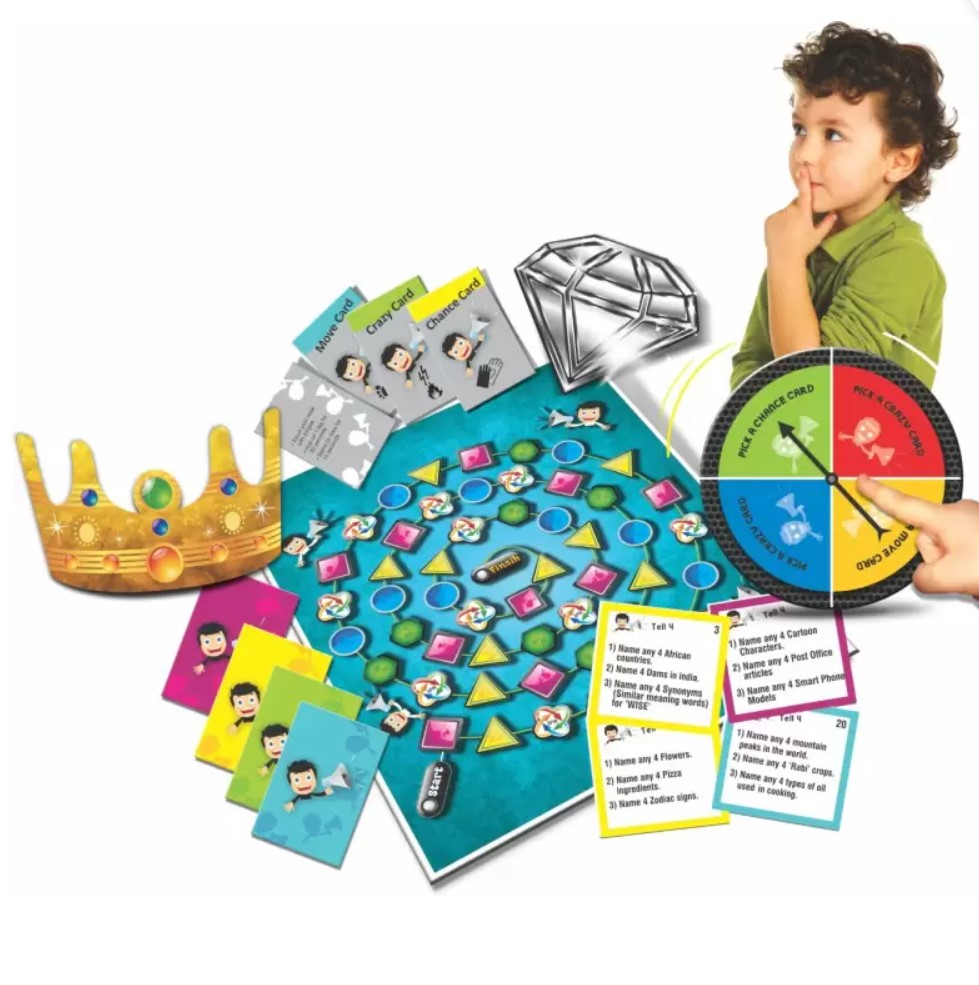 Move Card
Crazy Card
Chance Card
PICK A CHANCE CARD
PICK A CRAZY CARD
PICK A CRAZY CARD
MOVE CARD
Finish
Start
Tell 4
3
1) Name any 4 African
countries.
2) Name 4 Dams in india.
3) Name any 4 Synonyms
(Similar meaning words)
for 'WISE'
Tell 4
1) Name any 4 Cartoon
Characters.
2) Name any 4 Post Office
articles
3) Name any 4 Smart Phone
Models
1) Name any 4 Flowers.
2) Name any 4 Pizza
ingredients.
3) Name 4 Zodiac signs.
Tell 4
20
1) Name any 4 mountain
peaks in the world.
2) Name any 4 'Rabi' crops.
3) Name any 4 types of oil
used in cooking.